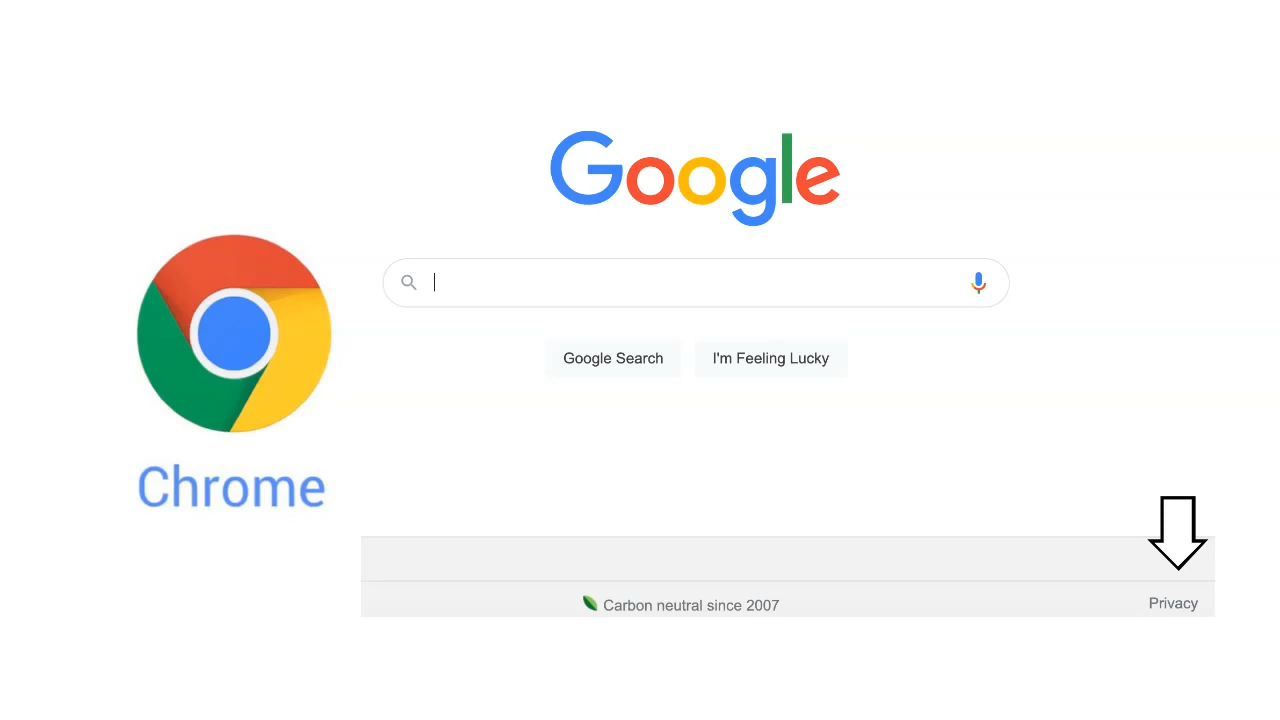 Google
Chrome
Google Search
I'm Feeling Lucky
Carbon neutral since 2007
Privacy